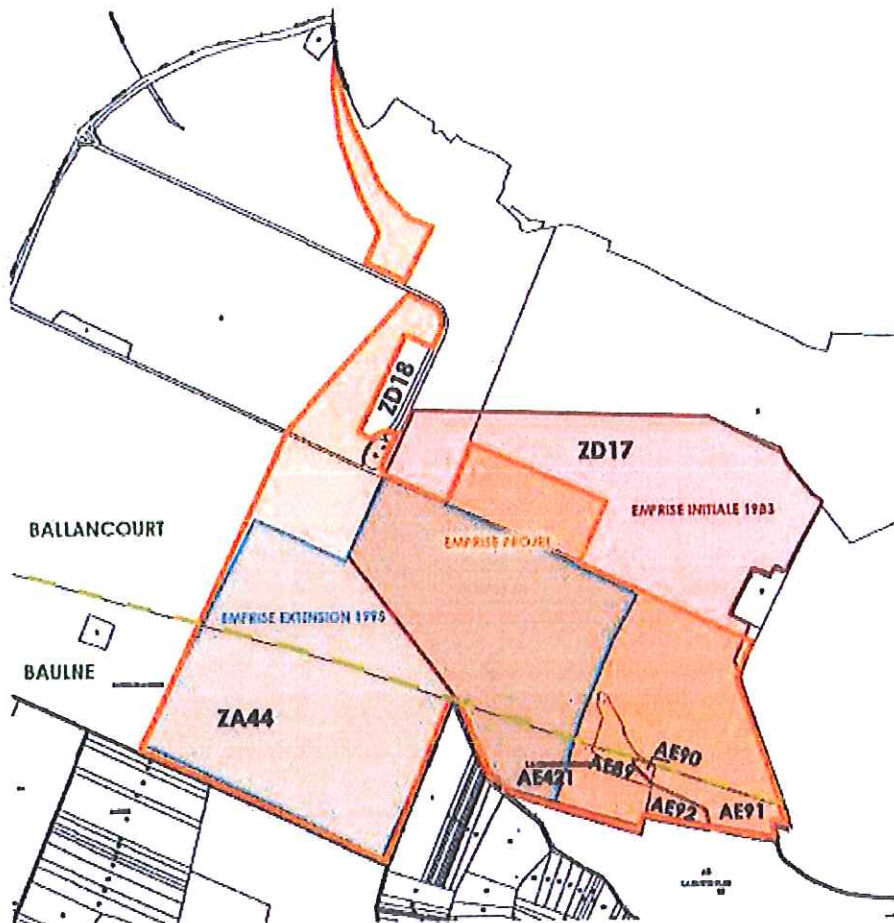 ZD18
ZD17
EMPRISE INITIALE 1983
BALLANCOURT
EMPRISE PROJET
EMPRISE EXTENSION 1995
BAULNE
ZA44
AE90
AE89
AE421
AE92
AE91